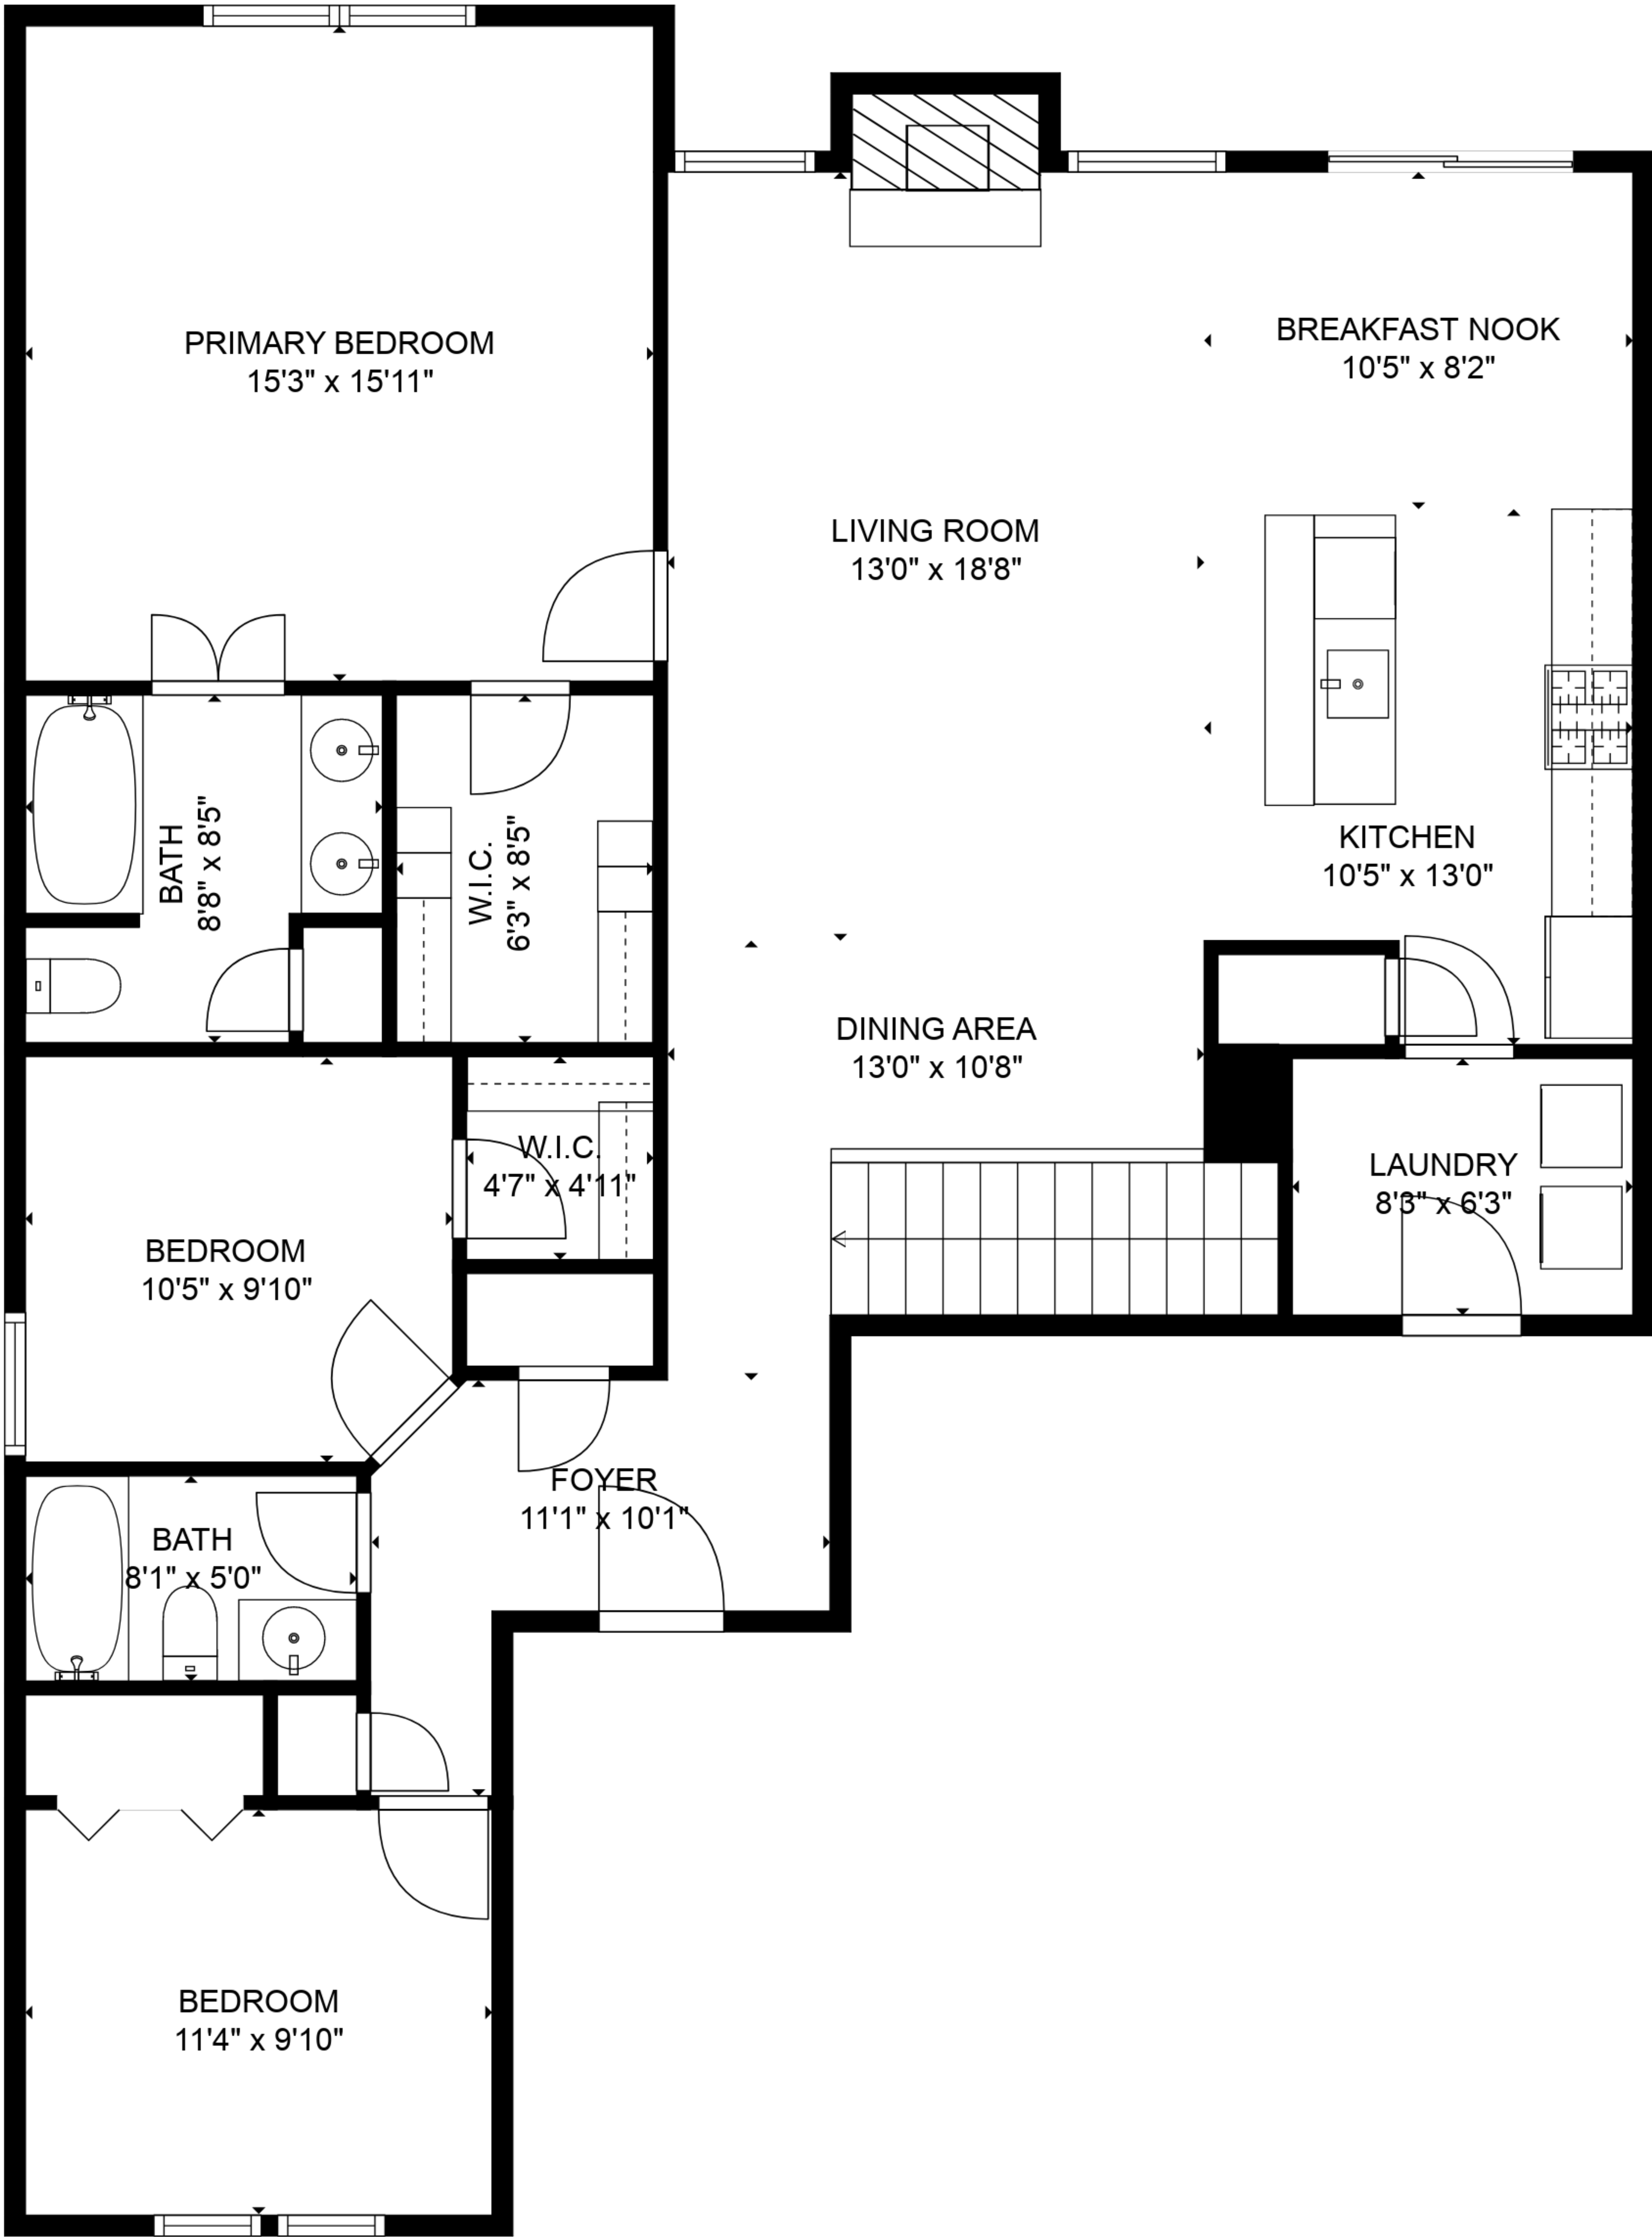 PRIMARY BEDROOM
15'3" x 15'11"
BREAKFAST NOOK
10'5" x 8'2"
LIVING ROOM
13'0" x 18'8"
KITCHEN
10'5" x 13'0"
BATH
8'8" x 8'5"
W.I.C.
6'3" x 8'5"
DINING AREA
13'0" x 10'8"
W.I.C.
4'7" x 4'11"
LAUNDRY
8'3" x 6'3"
BEDROOM
10'5" x 9'10"
FOYER
11'1" x 10'1"
BATH
8'1" x 5'0"
BEDROOM
11'4" x 9'10"